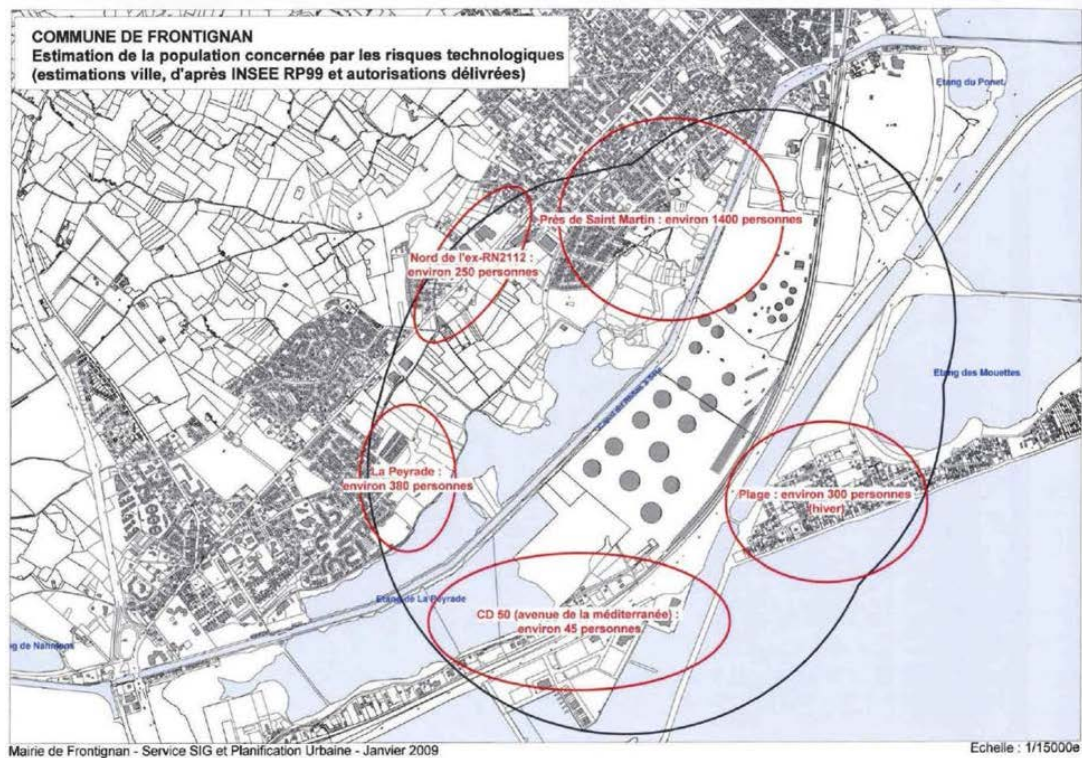 COMMUNE DE FRONTIGNAN
Estimation de la population concernée par les risques technologiques
(estimations ville, d'après INSEE RP99 et autorisations délivrées)
Etang du Ponet
Près de Saint Martin : environ 1400 personnes
Nord de l'ex-RN2112 :
environ 250 personnes
Etang des Mouettes
Canal du Rhône à Sète
La Peyrade :
environ 380 personnes
Plage : environ 300 personnes
(hiver)
Etang de La Peyrade
CD 50 (avenue de la méditerranée) :
environ 45 personnes
Mairie de Frontignan - Service SIG et Planification Urbaine - Janvier 2009
Echelle : 1/15000e